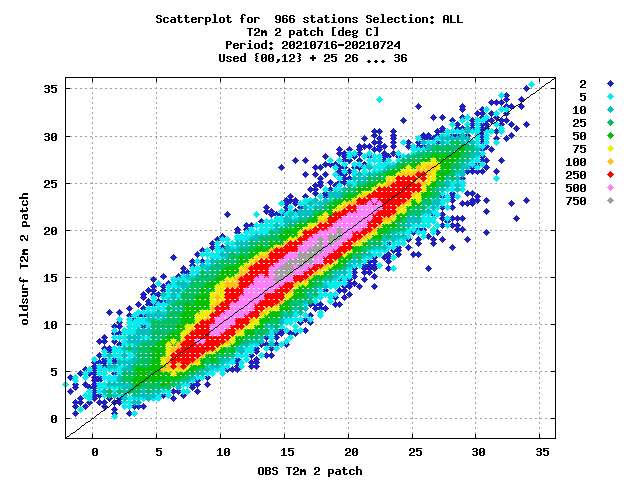 Scatterplot for  966 stations Selection: ALL
T2m 2 patch [deg C]
Period: 20210716-20210724
Used {00,12} + 25 26 ... 36
35
30
25
20
15
10
5
0
oldsurf T2m 2 patch
2
5
10
25
50
75
100
250
500
750
0 5 10 15 20 25 30 35
OBS T2m 2 patch